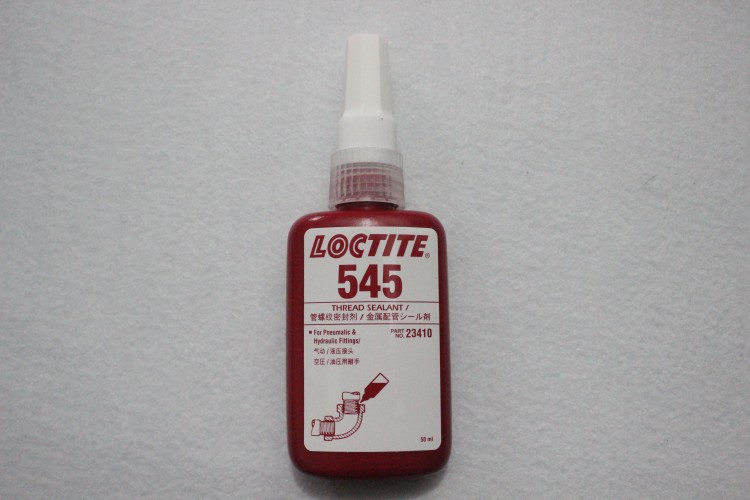 LOCTITE®
545
THREAD SEALANT /
管螺纹密封剂 / 金属配管シール剤
• For Pneumatic &
Hydraulic Fittings/
气动 / 液压接头
空圧 / 油圧用継手
PART NO. 23410
50 ml